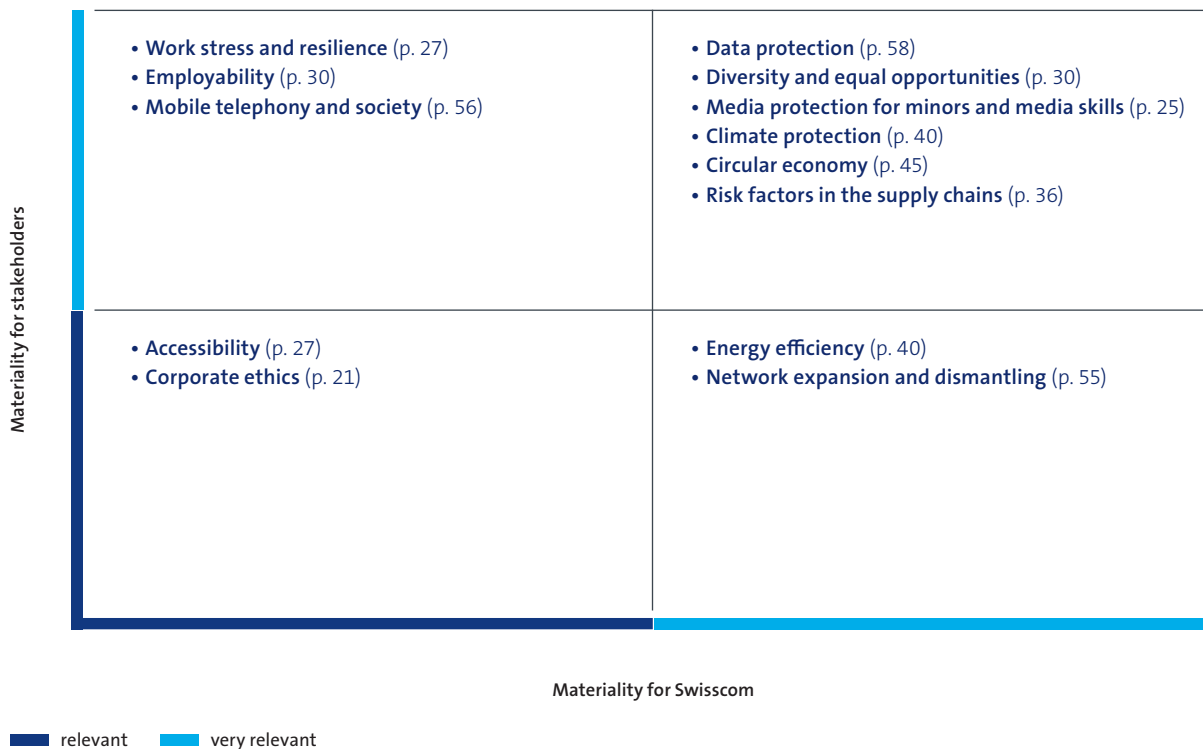 Materiality for stakeholders
• Work stress and resilience (p. 27)
• Employability (p. 30)
• Mobile telephony and society (p. 56)
• Data protection (p. 58)
• Diversity and equal opportunities (p. 30)
• Media protection for minors and media skills (p. 25)
• Climate protection (p. 40)
• Circular economy (p. 45)
• Risk factors in the supply chains (p. 36)
• Accessibility (p. 27)
• Corporate ethics (p. 21)
• Energy efficiency (p. 40)
• Network expansion and dismantling (p. 55)
Materiality for Swisscom
relevant
very relevant